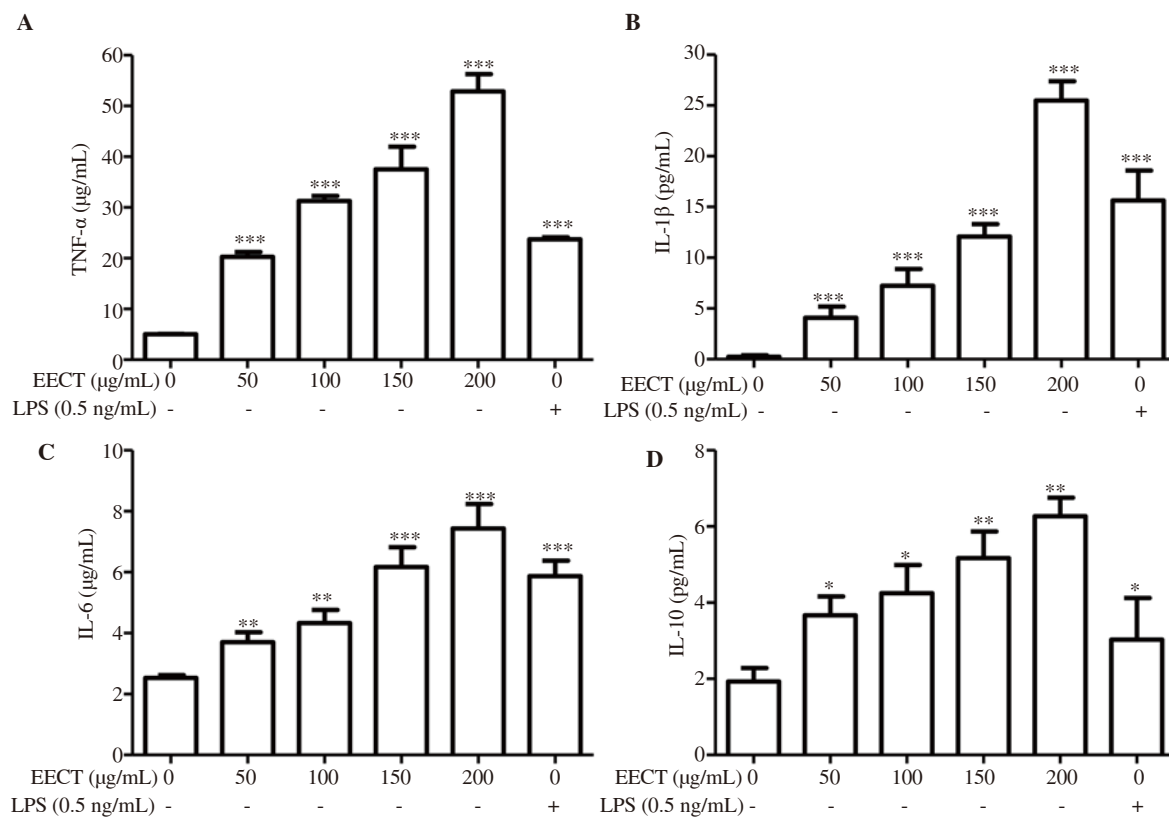 A
TNF-α (µg/mL)
60
50
40
30
20
10
0
*** *** *** *** ***
EECT (µg/mL) 0 50 100 150 200 0
LPS (0.5 ng/mL) - - - - - +
B
IL-1β (pg/mL)
30
25
20
15
10
5
0
*** *** *** *** ***
EECT (µg/mL) 0 50 100 150 200 0
LPS (0.5 ng/mL) - - - - - +
C
IL-6 (µg/mL)
10
8
6
4
2
0
** ** *** *** ***
EECT (µg/mL) 0 50 100 150 200 0
LPS (0.5 ng/mL) - - - - - +
D
IL-10 (pg/mL)
8
6
4
2
0
* * ** ** *
EECT (µg/mL) 0 50 100 150 200 0
LPS (0.5 ng/mL) - - - - - +